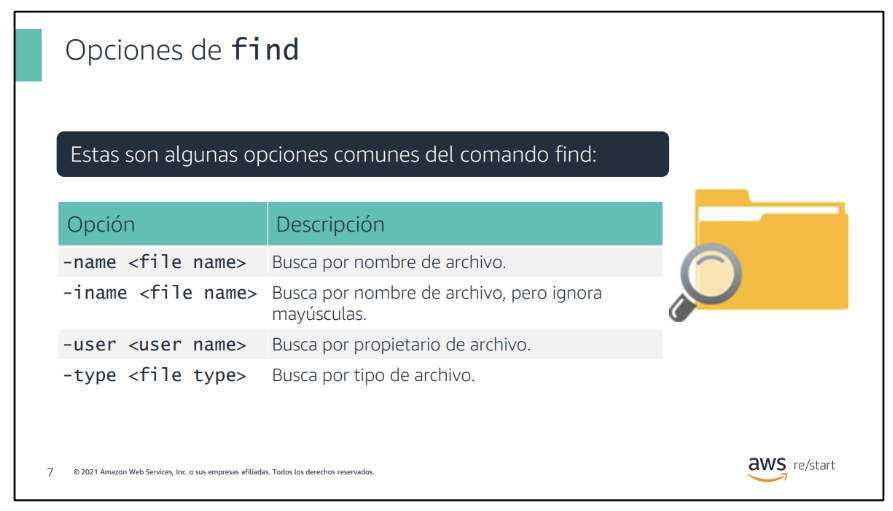 Opciones de find
Estas son algunas opciones comunes del comando find:
Opción Descripción
-name <file name> Busca por nombre de archivo.
-iname <file name> Busca por nombre de archivo, pero ignora
mayúsculas.
-user <user name> Busca por propietario de archivo.
-type <file type> Busca por tipo de archivo.
7 © 2021 Amazon Web Services, Inc. o sus empresas afiliadas. Todos los derechos reservados.
aws re/start